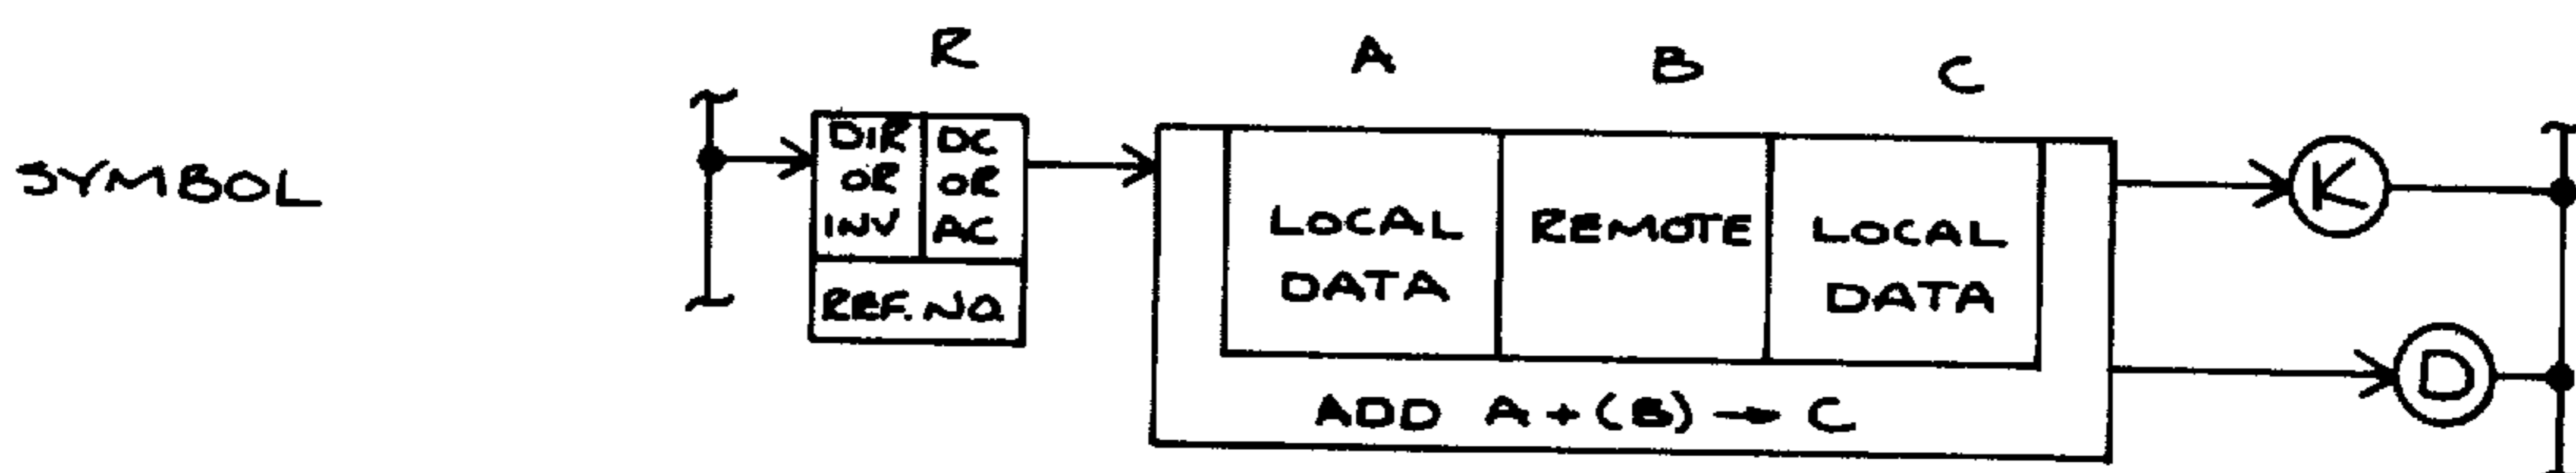 R A B C
SYMBOL
DIR OR INV
DC OR AC
REF. NO.
LOCAL DATA
REMOTE
LOCAL DATA
ADD A + (B) → C
K
D